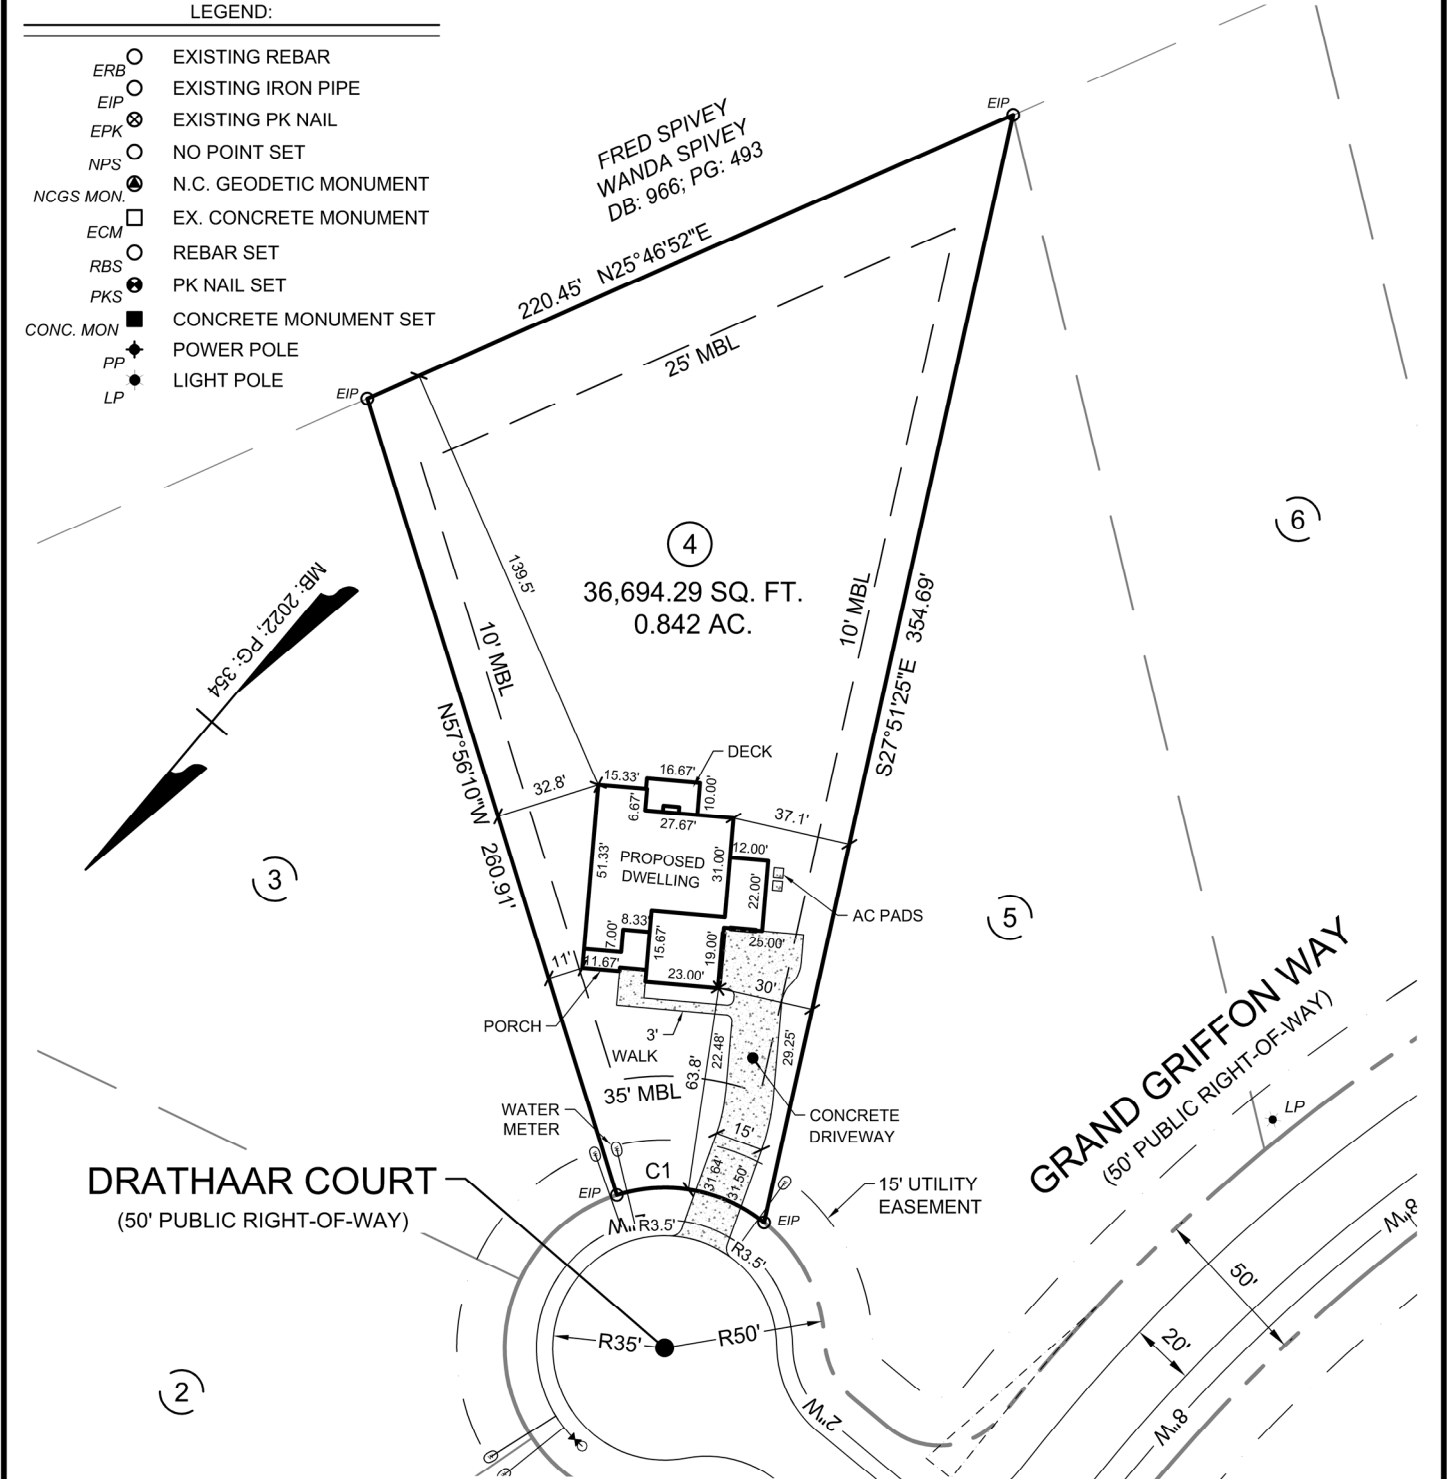 LEGEND:
ERB EXISTING REBAR
EIP EXISTING IRON PIPE
EPK EXISTING PK NAIL
NPS NO POINT SET
NCGS MON. N.C. GEODETIC MONUMENT
ECM EX. CONCRETE MONUMENT
RBS REBAR SET
PKS PK NAIL SET
CONC. MON CONCRETE MONUMENT SET
PP POWER POLE
LP LIGHT POLE
EIP
FRED SPIVEY
WANDA SPIVEY
DB: 966; PG: 493
220.45' N25°46'52"E
25' MBL
EIP
139.5'
4
36,694.29 SQ. FT.
0.842 AC.
6
MB: 2022; PG: 354
10' MBL
10' MBL
S27°51'25"E 354.69'
N57°56'10"W 260.91'
DECK
32.8'
15.33'
16.67'
6.67'
10.00'
27.67'
37.1'
12.00'
51.33'
PROPOSED
DWELLING
31.00'
22.00'
AC PADS
3
5
8.33'
7.00'
15.67'
19.00'
25.00'
11'
11.67'
23.00'
30'
PORCH
3'
WALK
63.8'
22.48'
29.25'
35' MBL
WATER
METER
CONCRETE
DRIVEWAY
15'
C1
31.64'
31.50'
EIP
EIP
15' UTILITY
EASEMENT
DRATHAAR COURT
(50' PUBLIC RIGHT-OF-WAY)
R3.5'
R3.5'
R35'
R50'
2"W
2
GRAND GRIFFON WAY
(50' PUBLIC RIGHT-OF-WAY)
LP
50'
20'
8"W
8"W